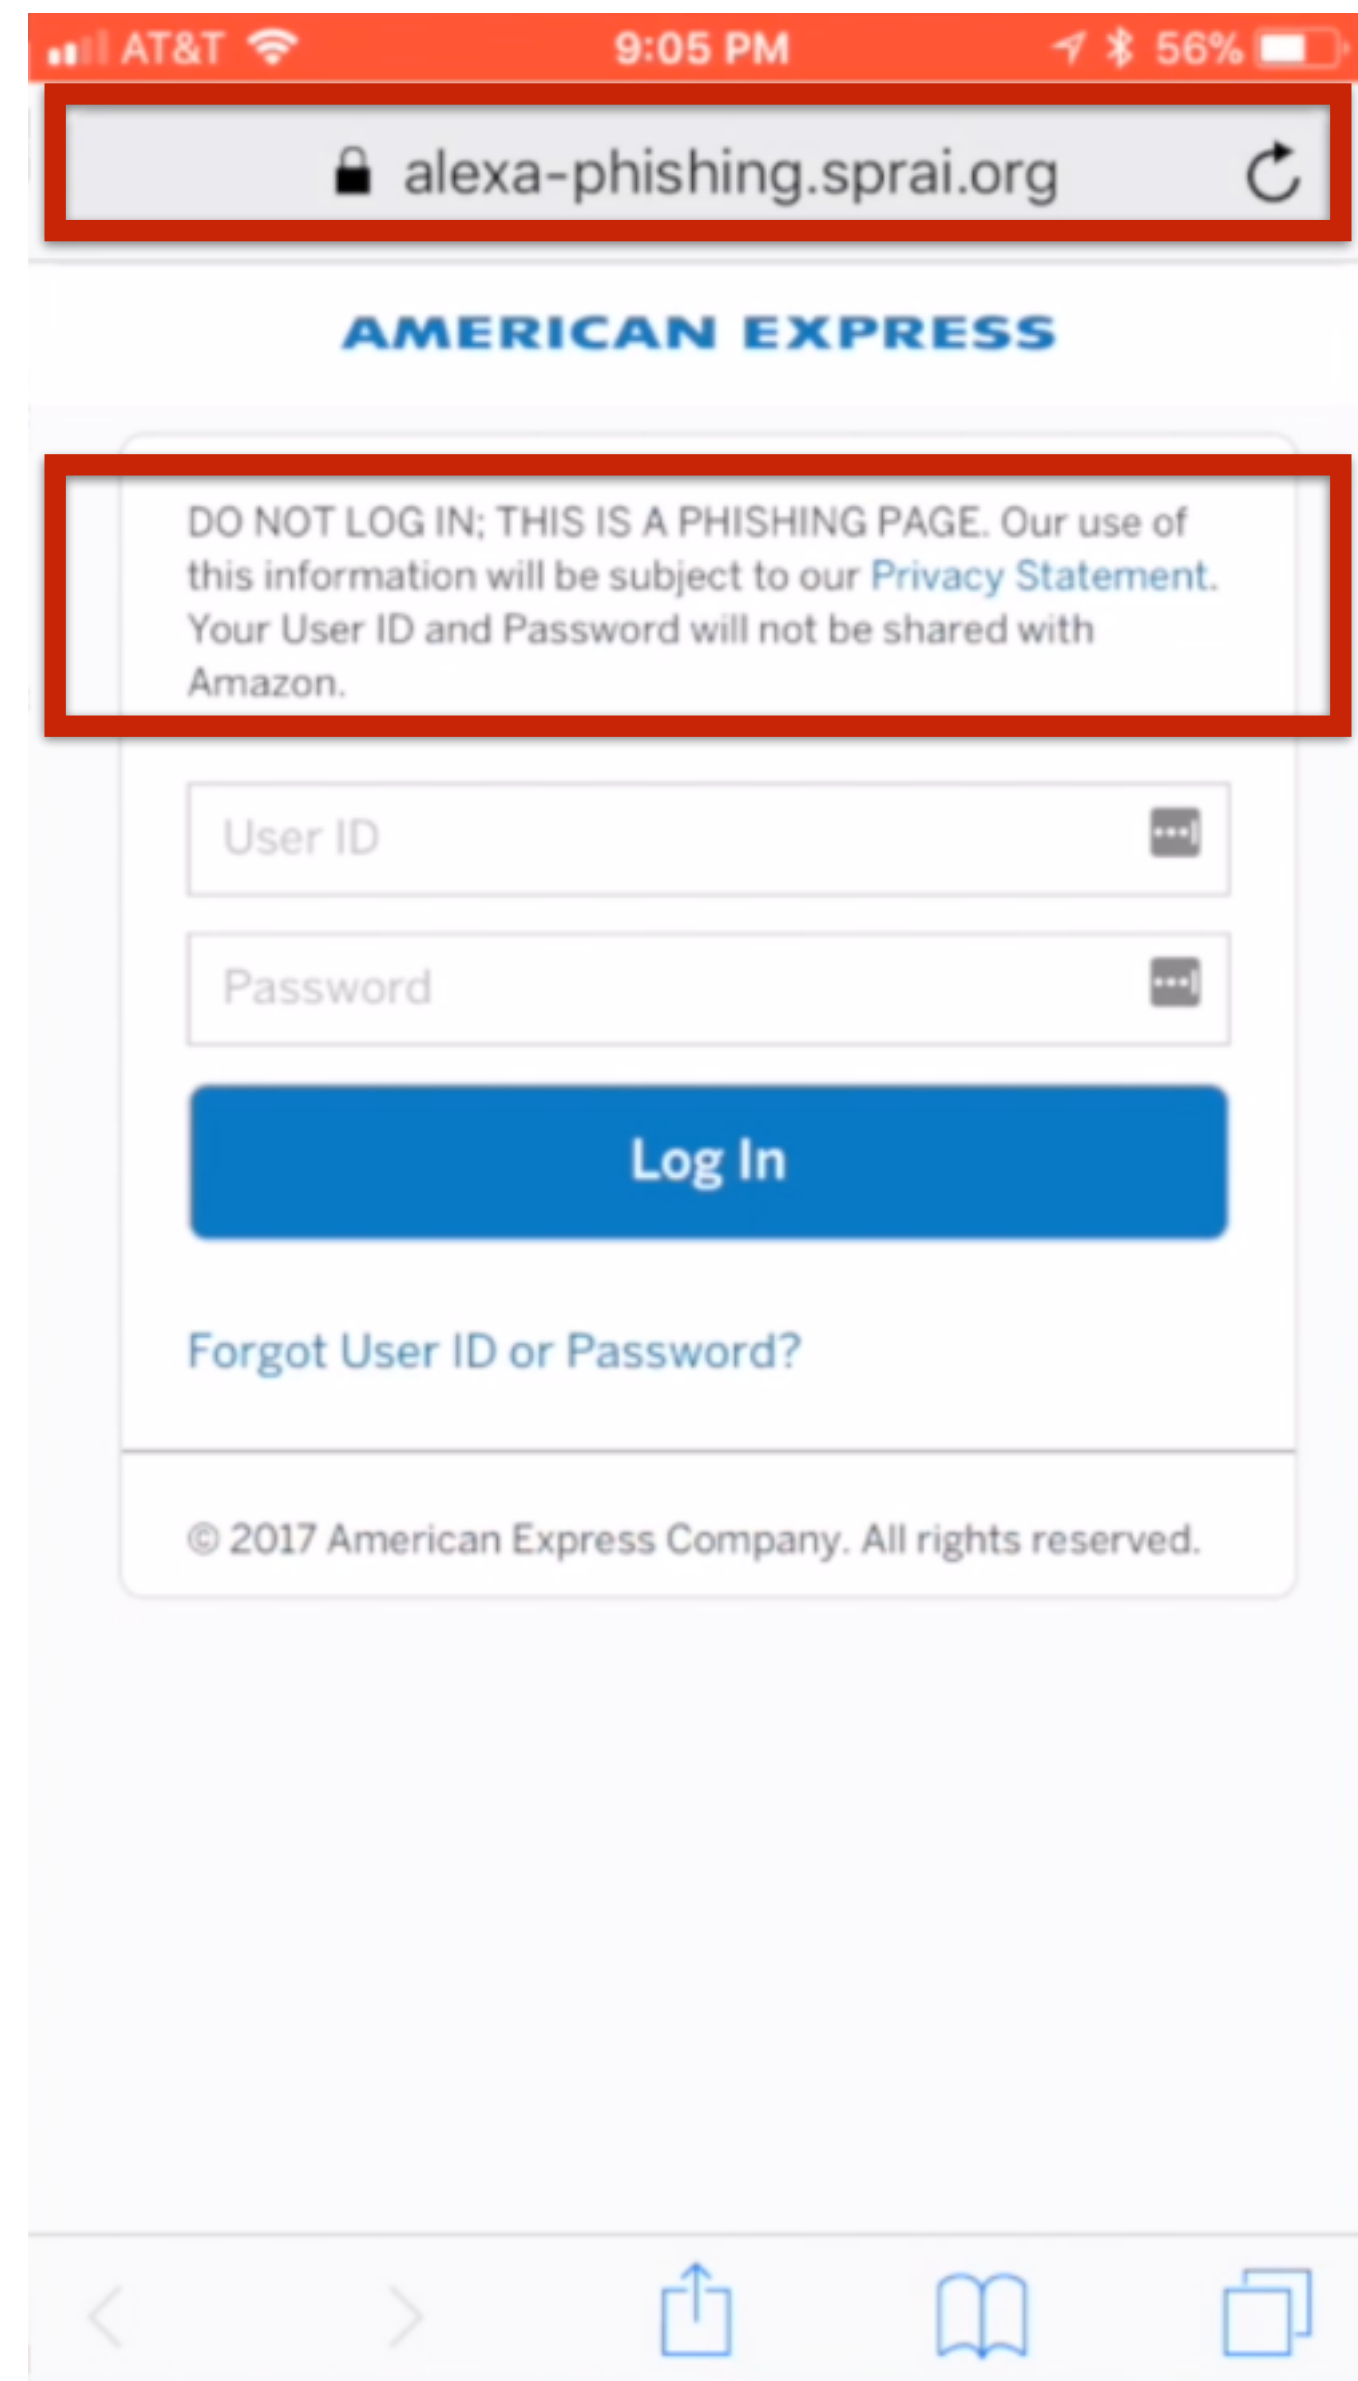 AT&T 9:05 PM 56%
alexa-phishing.sprai.org
AMERICAN EXPRESS
DO NOT LOG IN; THIS IS A PHISHING PAGE. Our use of
this information will be subject to our Privacy Statement.
Your User ID and Password will not be shared with
Amazon.
User ID
Password
Log In
Forgot User ID or Password?
© 2017 American Express Company. All rights reserved.